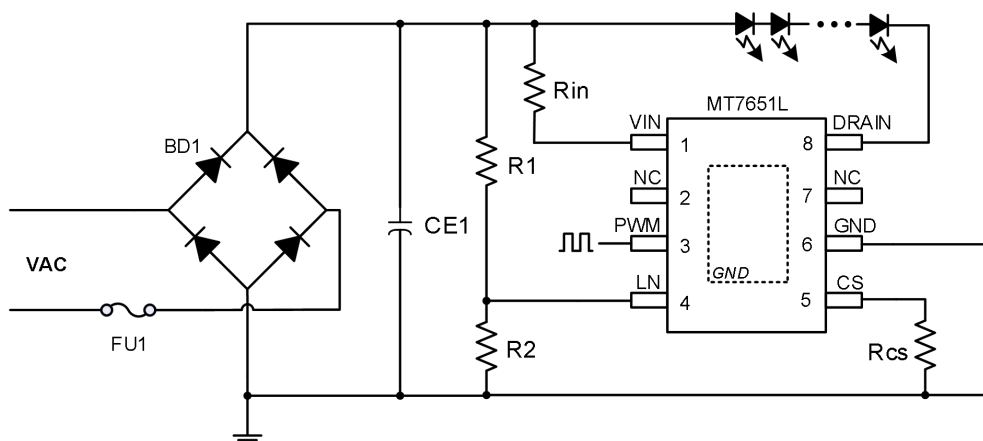 MT7651L
VIN
1
8
DRAIN
Rin
BD1
R1
NC
2
7
NC
CE1
PWM
3
6
GND
VAC
GND
LN
4
5
CS
FU1
R2
Rcs